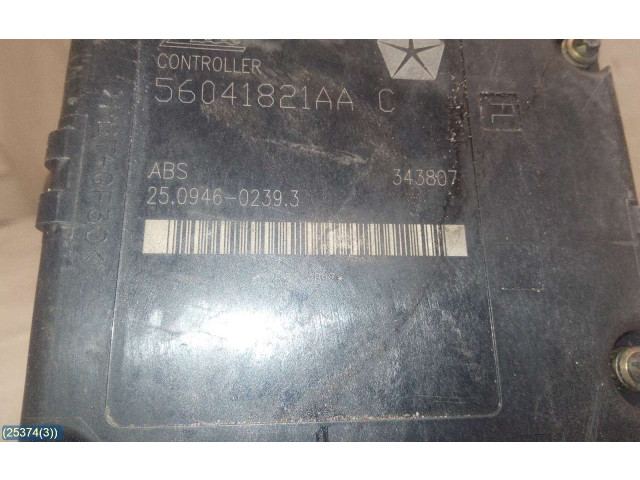 CONTROLLER
56041821AA C
ABS 343807
25.0946-0239.3
(25374(3))